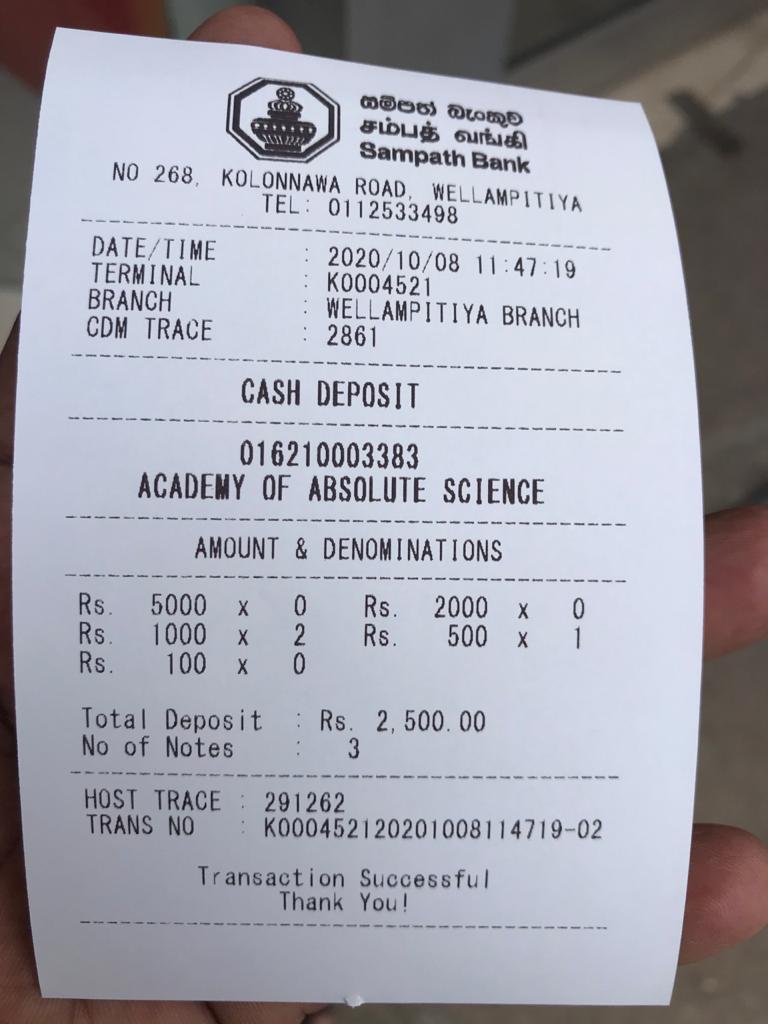 සම්පත් බැංකුව
சம்பத் வங்கி
Sampath Bank
NO 268, KOLONNAWA ROAD, WELLAMPITIYA
TEL: 0112533498
DATE/TIME : 2020/10/08 11:47:19
TERMINAL : K0004521
BRANCH : WELLAMPITIYA BRANCH
CDM TRACE : 2861
CASH DEPOSIT
016210003383
ACADEMY OF ABSOLUTE SCIENCE
AMOUNT & DENOMINATIONS
Rs. 5000 x 0 Rs. 2000 x 0
Rs. 1000 x 2 Rs. 500 x 1
Rs. 100 x 0
Total Deposit : Rs. 2,500.00
No of Notes : 3
HOST TRACE : 291262
TRANS NO : K000452120201008114719-02
Transaction Successful
Thank You!